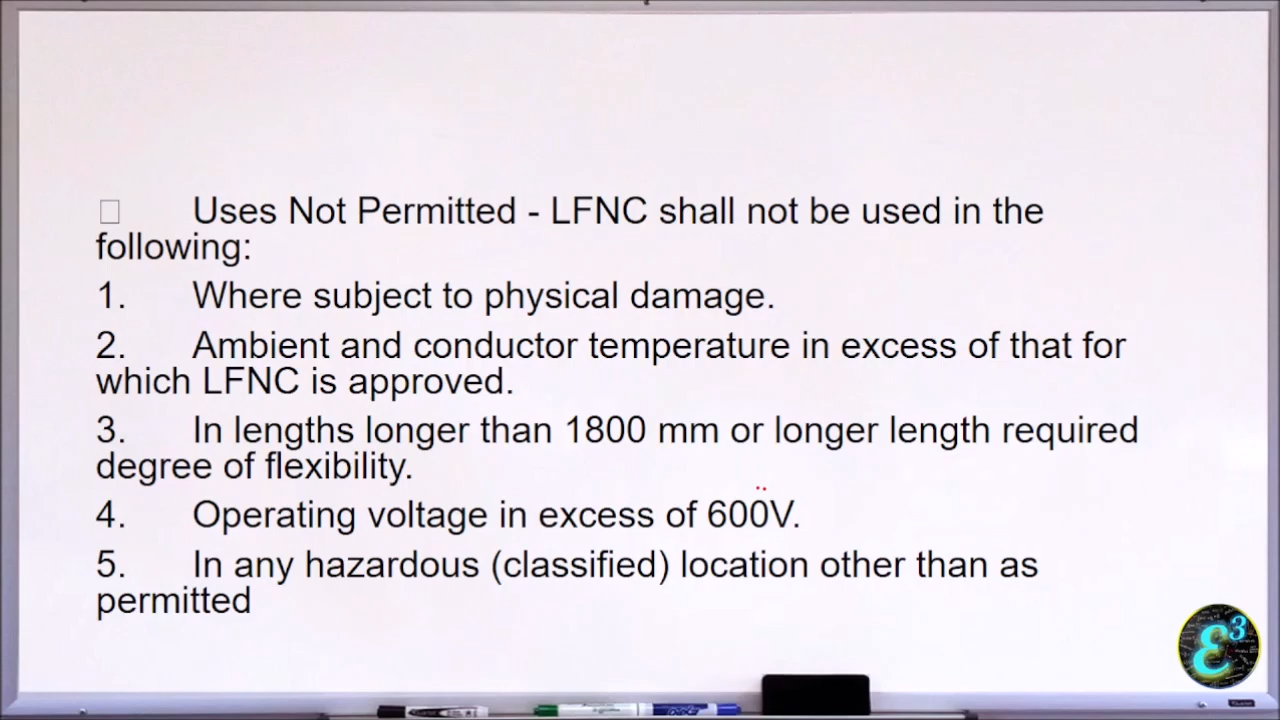 ☐ Uses Not Permitted - LFNC shall not be used in the
following:
1. Where subject to physical damage.
2. Ambient and conductor temperature in excess of that for
which LFNC is approved.
3. In lengths longer than 1800 mm or longer length required
degree of flexibility.
4. Operating voltage in excess of 600V.
5. In any hazardous (classified) location other than as
permitted
ε3